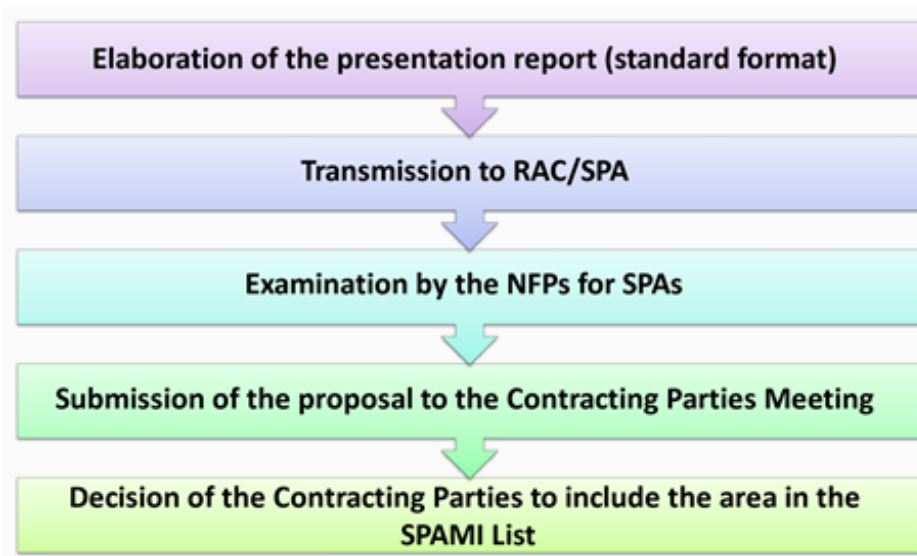 Elaboration of the presentation report (standard format)
Transmission to RAC/SPA
Examination by the NFPs for SPAs
Submission of the proposal to the Contracting Parties Meeting
Decision of the Contracting Parties to include the area in the
SPAMI List